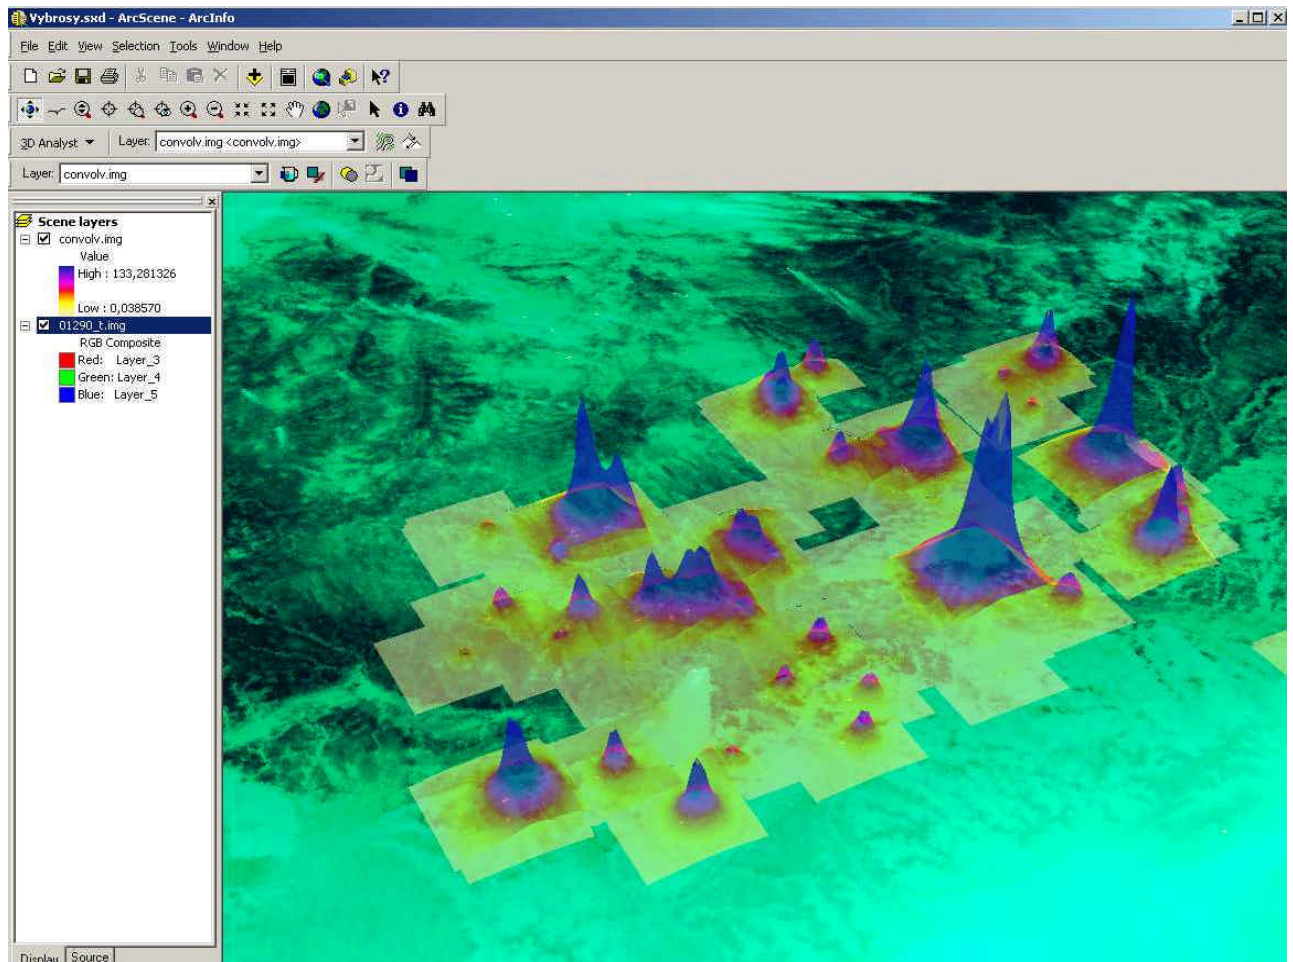 Vybrosy.sxd - ArcScene - ArcInfo
File Edit View Selection Tools Window Help
3D Analyst Layer: convolv.img <convolv.img>
Layer: convolv.img
Scene layers
convolv.img
Value
High : 133,281326
Low : 0,038570
01290_t.img
RGB Composite
Red: Layer_3
Green: Layer_4
Blue: Layer_5
Display Source